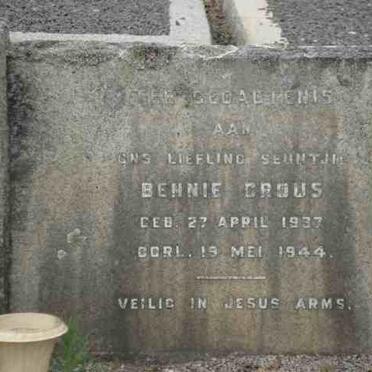 TER GEDAGTENIS
AAN
ONS LIEFLING SEUNTJIE
BENNIE CROUS
GEB. 27 APRIL 1937
OORL. 19 MEI 1944.
VEILIG IN JESUS ARMS.